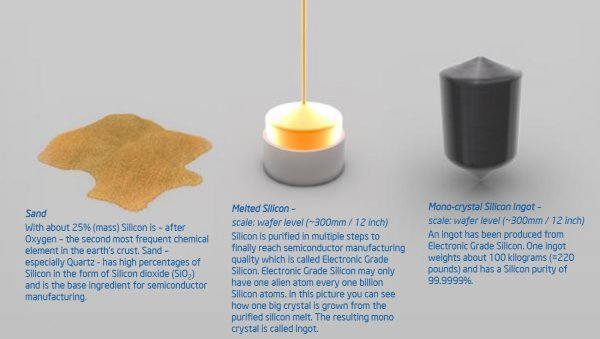 Sand
With about 25% (mass) Silicon is – after
Oxygen – the second most frequent chemical
element in the earth's crust. Sand –
especially Quartz - has high percentages of
Silicon in the form of Silicon dioxide (SiO₂)
and is the base ingredient for semiconductor
manufacturing.
Melted Silicon –
scale: wafer level (~300mm / 12 inch)
Silicon is purified in multiple steps to
finally reach semiconductor manufacturing
quality which is called Electronic Grade
Silicon. Electronic Grade Silicon may only
have one alien atom every one billion
Silicon atoms. In this picture you can see
how one big crystal is grown from the
purified silicon melt. The resulting mono
crystal is called Ingot.
Mono-crystal Silicon Ingot –
scale: wafer level (~300mm / 12 inch)
An ingot has been produced from
Electronic Grade Silicon. One ingot
weights about 100 kilograms (=220
pounds) and has a Silicon purity of
99.9999%.